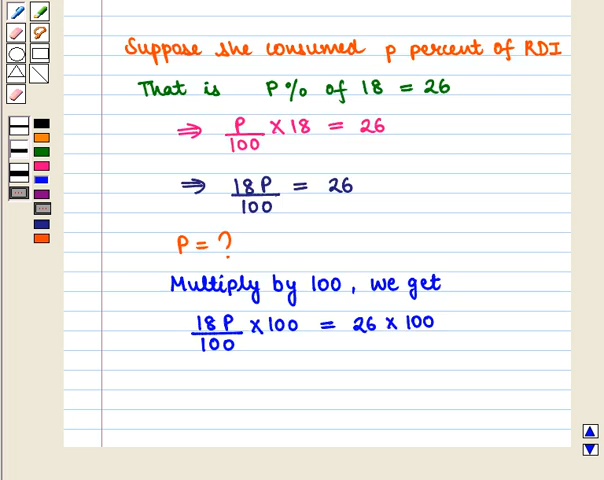 Suppose she consumed p percent of RDI
That is P% of 18 = 26
⇒ P/100 × 18 = 26
⇒ 18P/100 = 26
P = ?
Multiply by 100, we get
18P/100 × 100 = 26 × 100